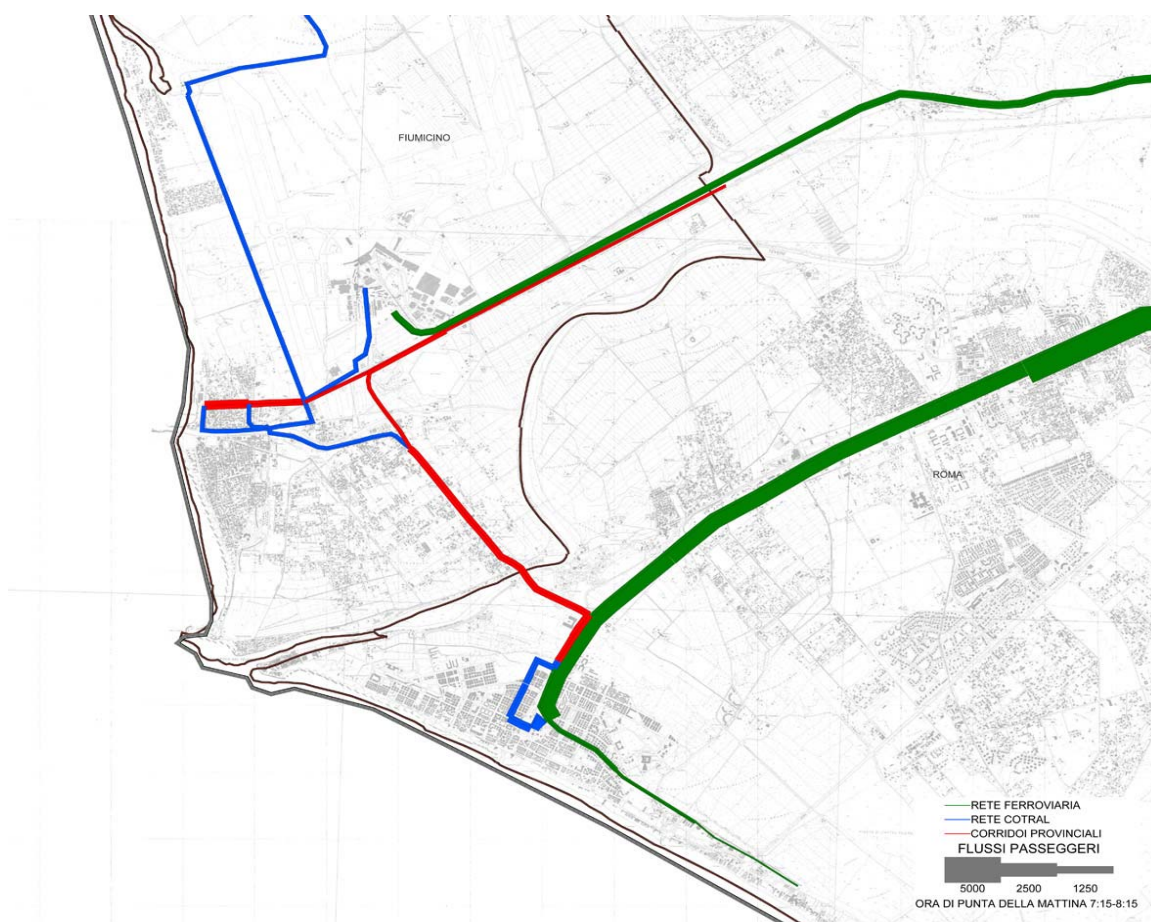 FIUMICINO
ROMA
RETE FERROVIARIA
RETE COTRAL
CORRIDOI PROVINCIALI
FLUSSI PASSEGGERI
5000 2500 1250
ORA DI PUNTA DELLA MATTINA 7:15-8:15